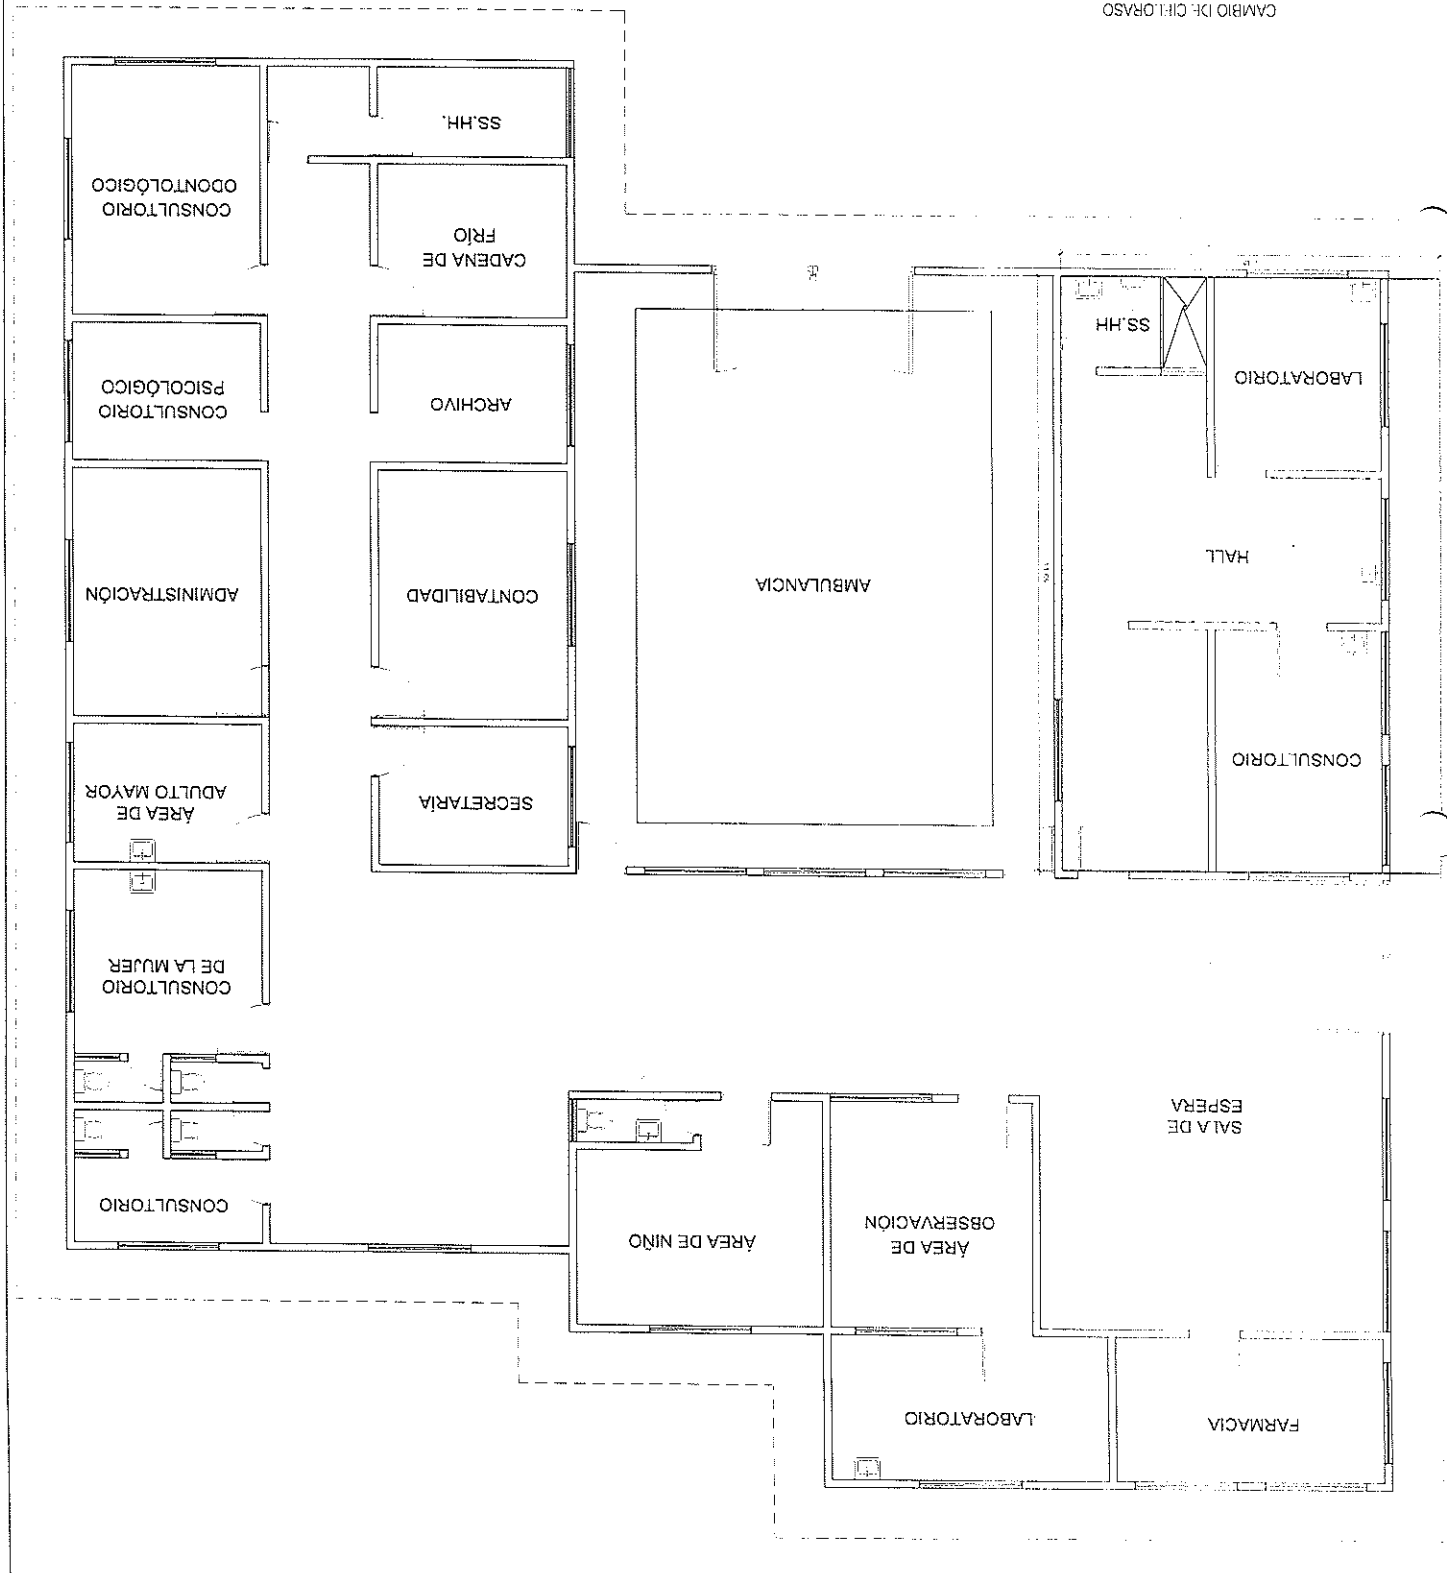 FARMACIA
LABORATORIO
ÁREA DE NIÑO
ÁREA DE
OBSERVACIÓN
CONSULTORIO
SALA DE
ESPERA
CONSULTORIO
DE LA MUJER
ÁREA DE
ADULTO MAYOR
SECRETARÍA
CONSULTORIO
ADMINISTRACIÓN
CONTABILIDAD
AMBULANCIA
HALL
CONSULTORIO
PSICOLÓGICO
ARCHIVO
LABORATORIO
SS.HH
CADENA DE
FRÍO
CONSULTORIO
ODONTOLÓGICO
SS.HH.
CAMBIO DE CIELORASO